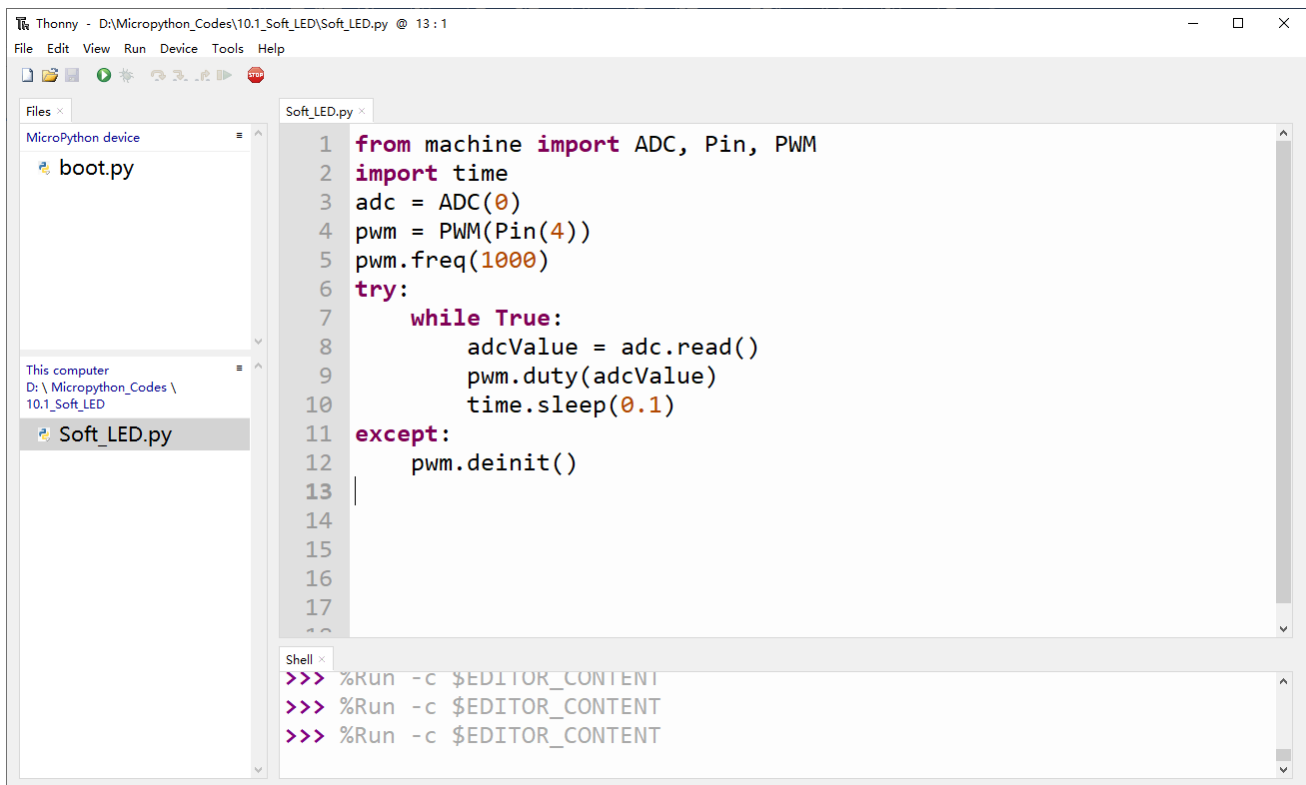 Thonny - D:\Micropython_Codes\10.1_Soft_LED\Soft_LED.py @ 13 : 1
File Edit View Run Device Tools Help
STOP
Files
MicroPython device
boot.py
This computer
D: \ Micropython_Codes \
10.1_Soft_LED
Soft_LED.py
Soft_LED.py
1 from machine import ADC, Pin, PWM
2 import time
3 adc = ADC(0)
4 pwm = PWM(Pin(4))
5 pwm.freq(1000)
6 try:
7     while True:
8         adcValue = adc.read()
9         pwm.duty(adcValue)
10         time.sleep(0.1)
11 except:
12     pwm.deinit()
13
14
15
16
17
Shell
>>> %Run -c $EDITOR_CONTENT
>>> %Run -c $EDITOR_CONTENT
>>> %Run -c $EDITOR_CONTENT